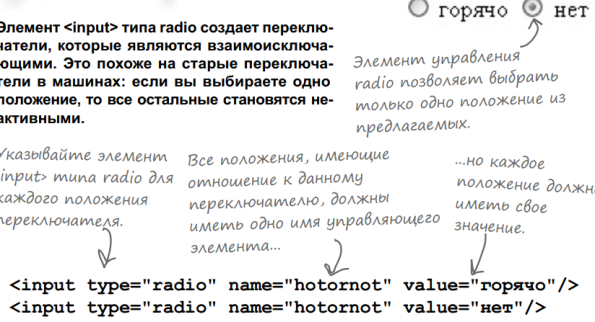 горячо нет
Элемент <input> типа radio создает переклю-
чатели, которые являются взаимоисключа-
ющими. Это похоже на старые переключа-
тели в машинах: если вы выбираете одно
положение, то все остальные становятся не-
активными.
Элемент управления
radio позволяет выбрать
только одно положение из
предлагаемых.
Указывайте элемент
input> типа radio для
каждого положения
переключателя.
Все положения, имеющие
отношение к данному
переключателю, должны
иметь одно имя управляющего
элемента...
...но каждое
положение должн
иметь свое
значение.
<input type="radio" name="hotornot" value="горячо"/>
<input type="radio" name="hotornot" value="нет"/>